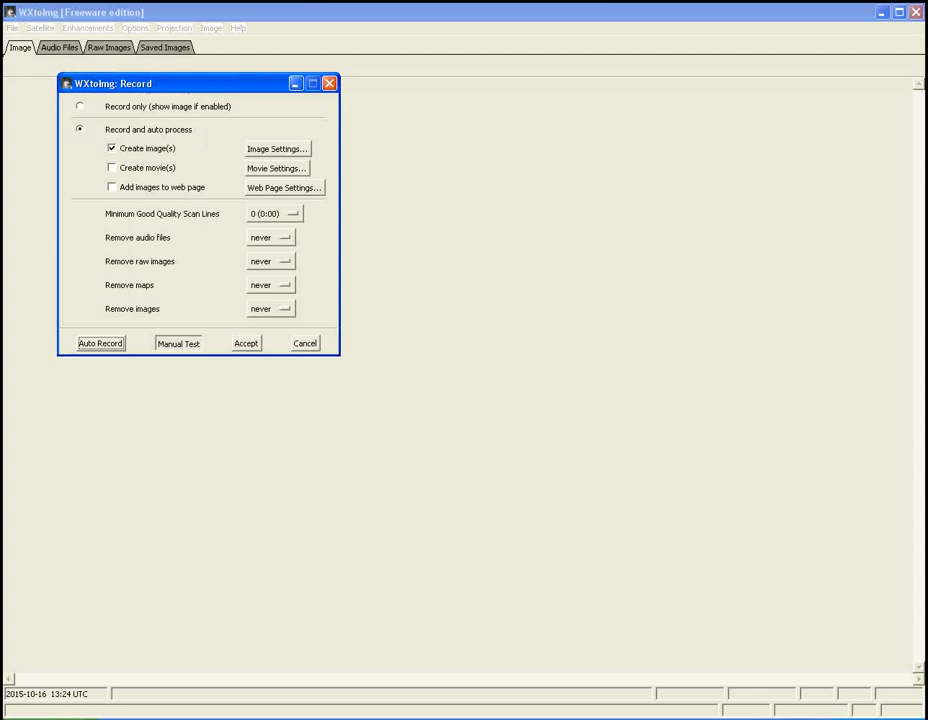 WXtoImg [Freeware edition]
File Satellite Enhancements Options Projection Image Help
Image Audio Files Raw Images Saved Images
WXtoImg: Record
Record only (show image if enabled)
Record and auto process
Create image(s) Image Settings...
Create movie(s) Movie Settings...
Add images to web page Web Page Settings...
Minimum Good Quality Scan Lines 0 (0:00)
Remove audio files never
Remove raw images never
Remove maps never
Remove images never
Auto Record Manual Test Accept Cancel
2015-10-16 13:24 UTC